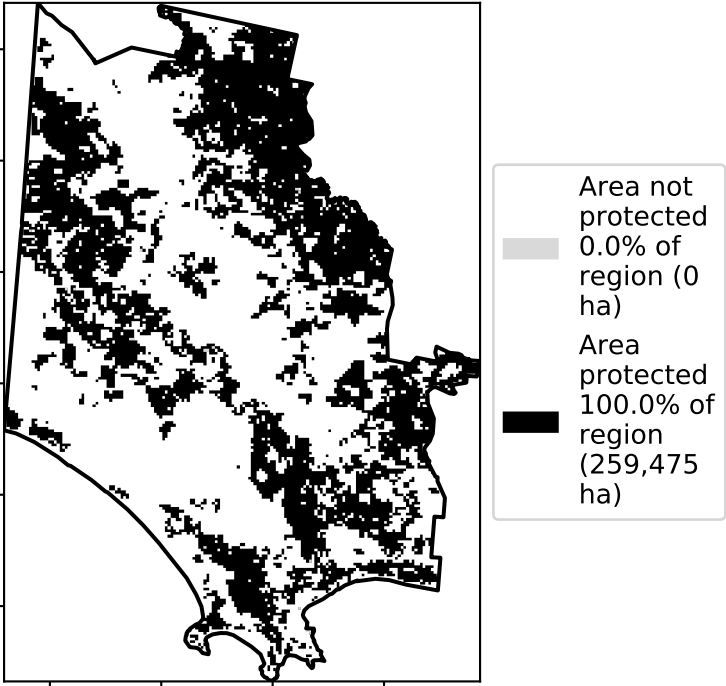 Area not
protected
0.0% of
region (0
ha)
Area
protected
100.0% of
region
(259,475
ha)